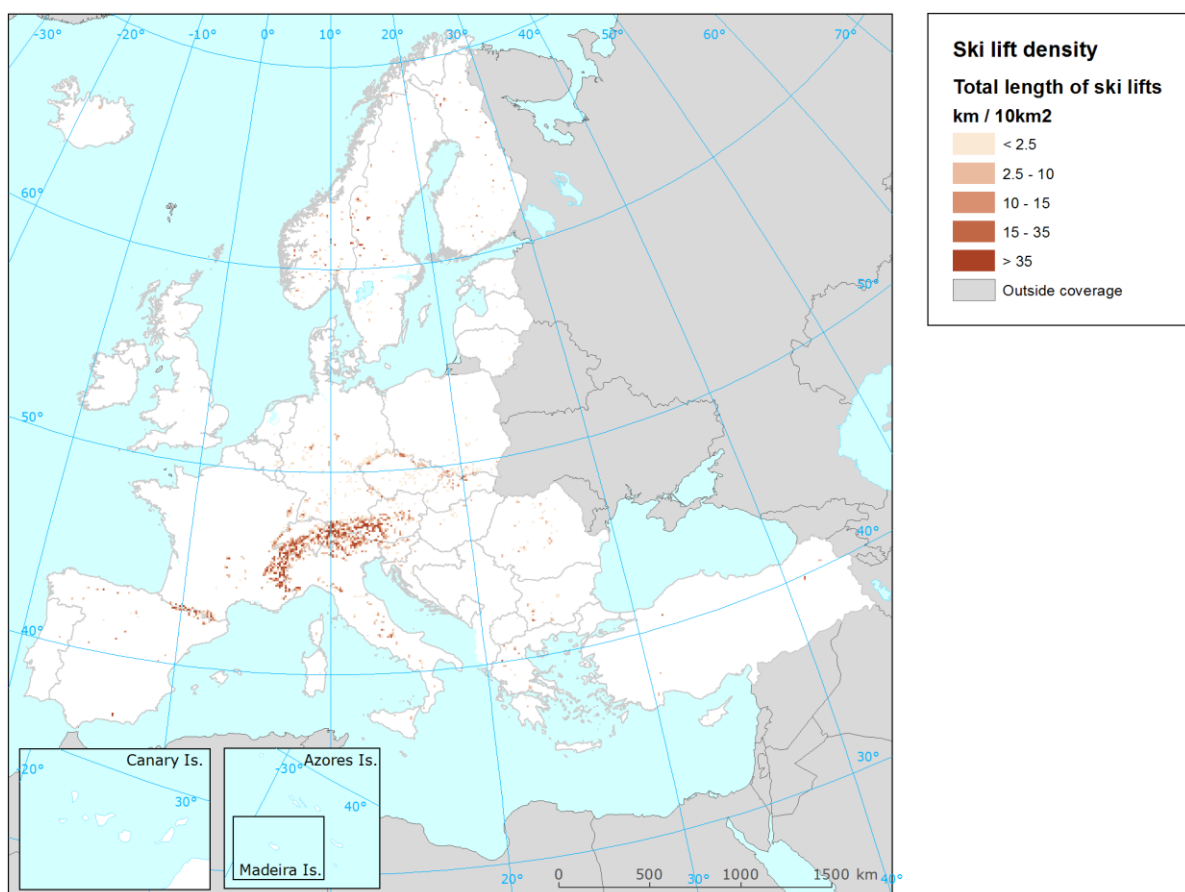 -30°
-20°
-10°
0°
10°
20°
30°
40°
50°
60°
70°
60°
50°
50°
40°
40°
30°
Canary Is.
-20°
30°
Azores Is.
-30°
40°
Madeira Is.
20°
30°
40°
0 500 1000 1500 km
Ski lift density
Total length of ski lifts
km / 10km2
< 2.5
2.5 - 10
10 - 15
15 - 35
> 35
Outside coverage